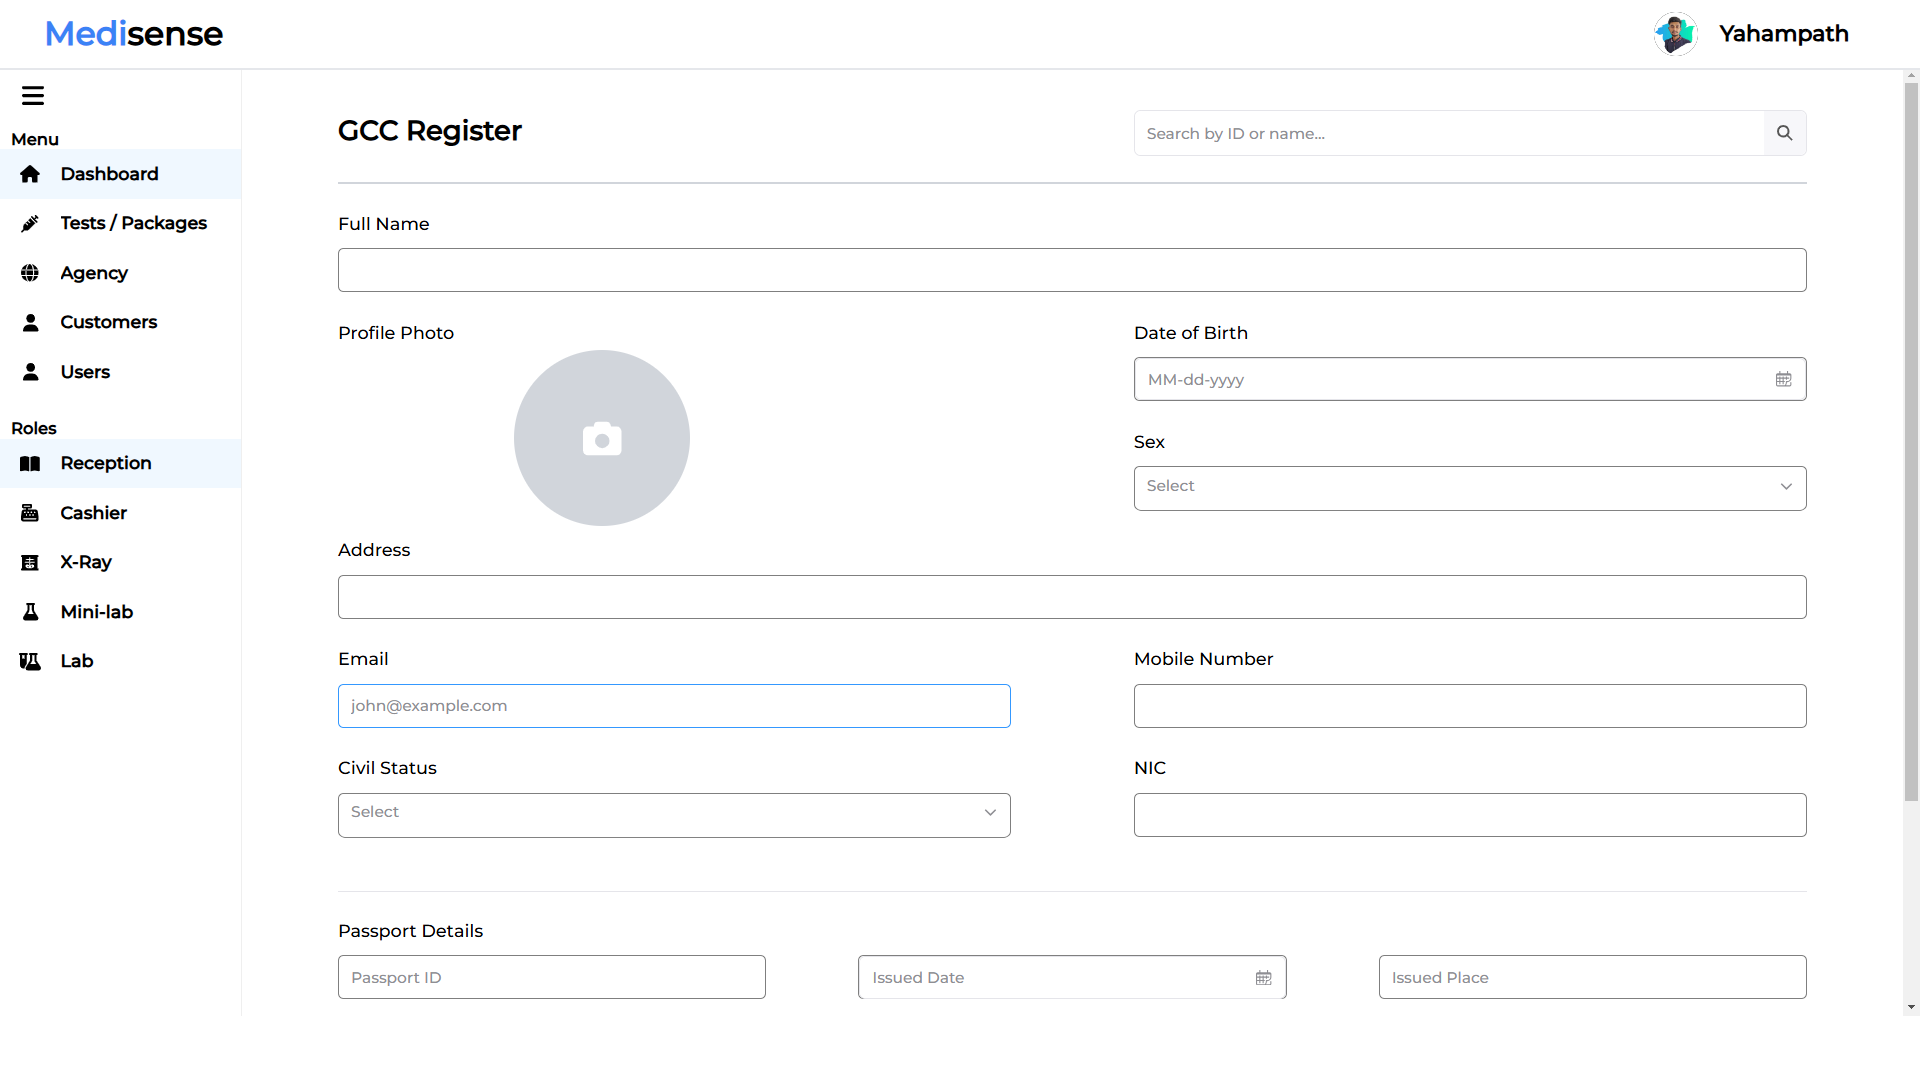 Medisense
Yahampath
Menu
Dashboard
Tests / Packages
Agency
Customers
Users
Roles
Reception
Cashier
X-Ray
Mini-lab
Lab
GCC Register
Search by ID or name...
Full Name
Profile Photo
Date of Birth
MM-dd-yyyy
Sex
Select
Address
Email
Mobile Number
john@example.com
Civil Status
NIC
Select
Passport Details
Passport ID
Issued Date
Issued Place